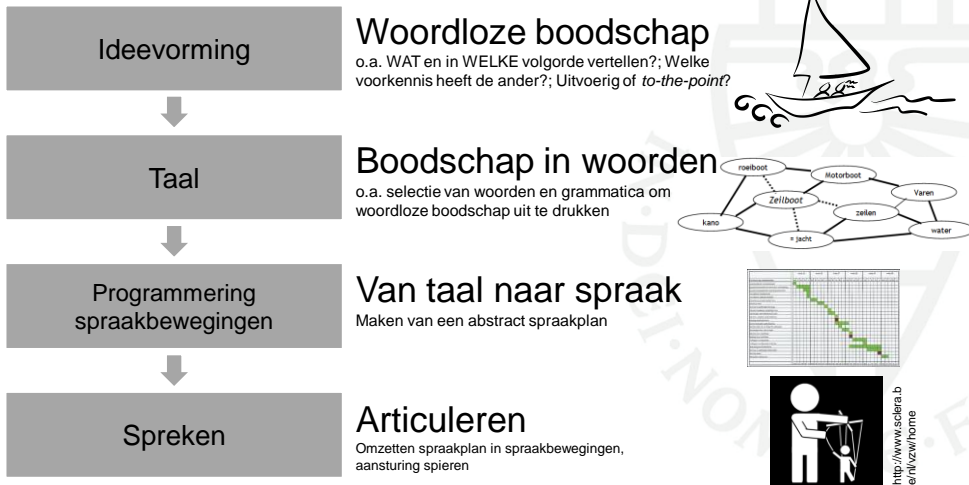 Ideevorming
Woordloze boodschap
o.a. WAT en in WELKE volgorde vertellen?; Welke
voorkennis heeft de ander?; Uitvoerig of to-the-point?
Taal
Boodschap in woorden
o.a. selectie van woorden en grammatica om
woordloze boodschap uit te drukken
roeiboot
Motorboot
Varen
Zeilboot
zeilen
kano
water
= jacht
Programmering
spraakbewegingen
Van taal naar spraak
Maken van een abstract spraakplan
Spreken
Articuleren
Omzetten spraakplan in spraakbewegingen,
aansturing spieren
http://www.sclera.b
e/nl/vzw/home